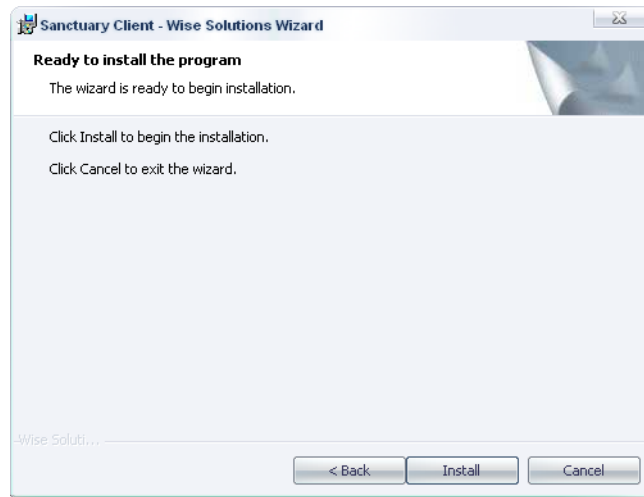 Sanctuary Client - Wise Solutions Wizard
Ready to install the program
The wizard is ready to begin installation.
Click Install to begin the installation.
Click Cancel to exit the wizard.
Wise Soluti...
< Back
Install
Cancel